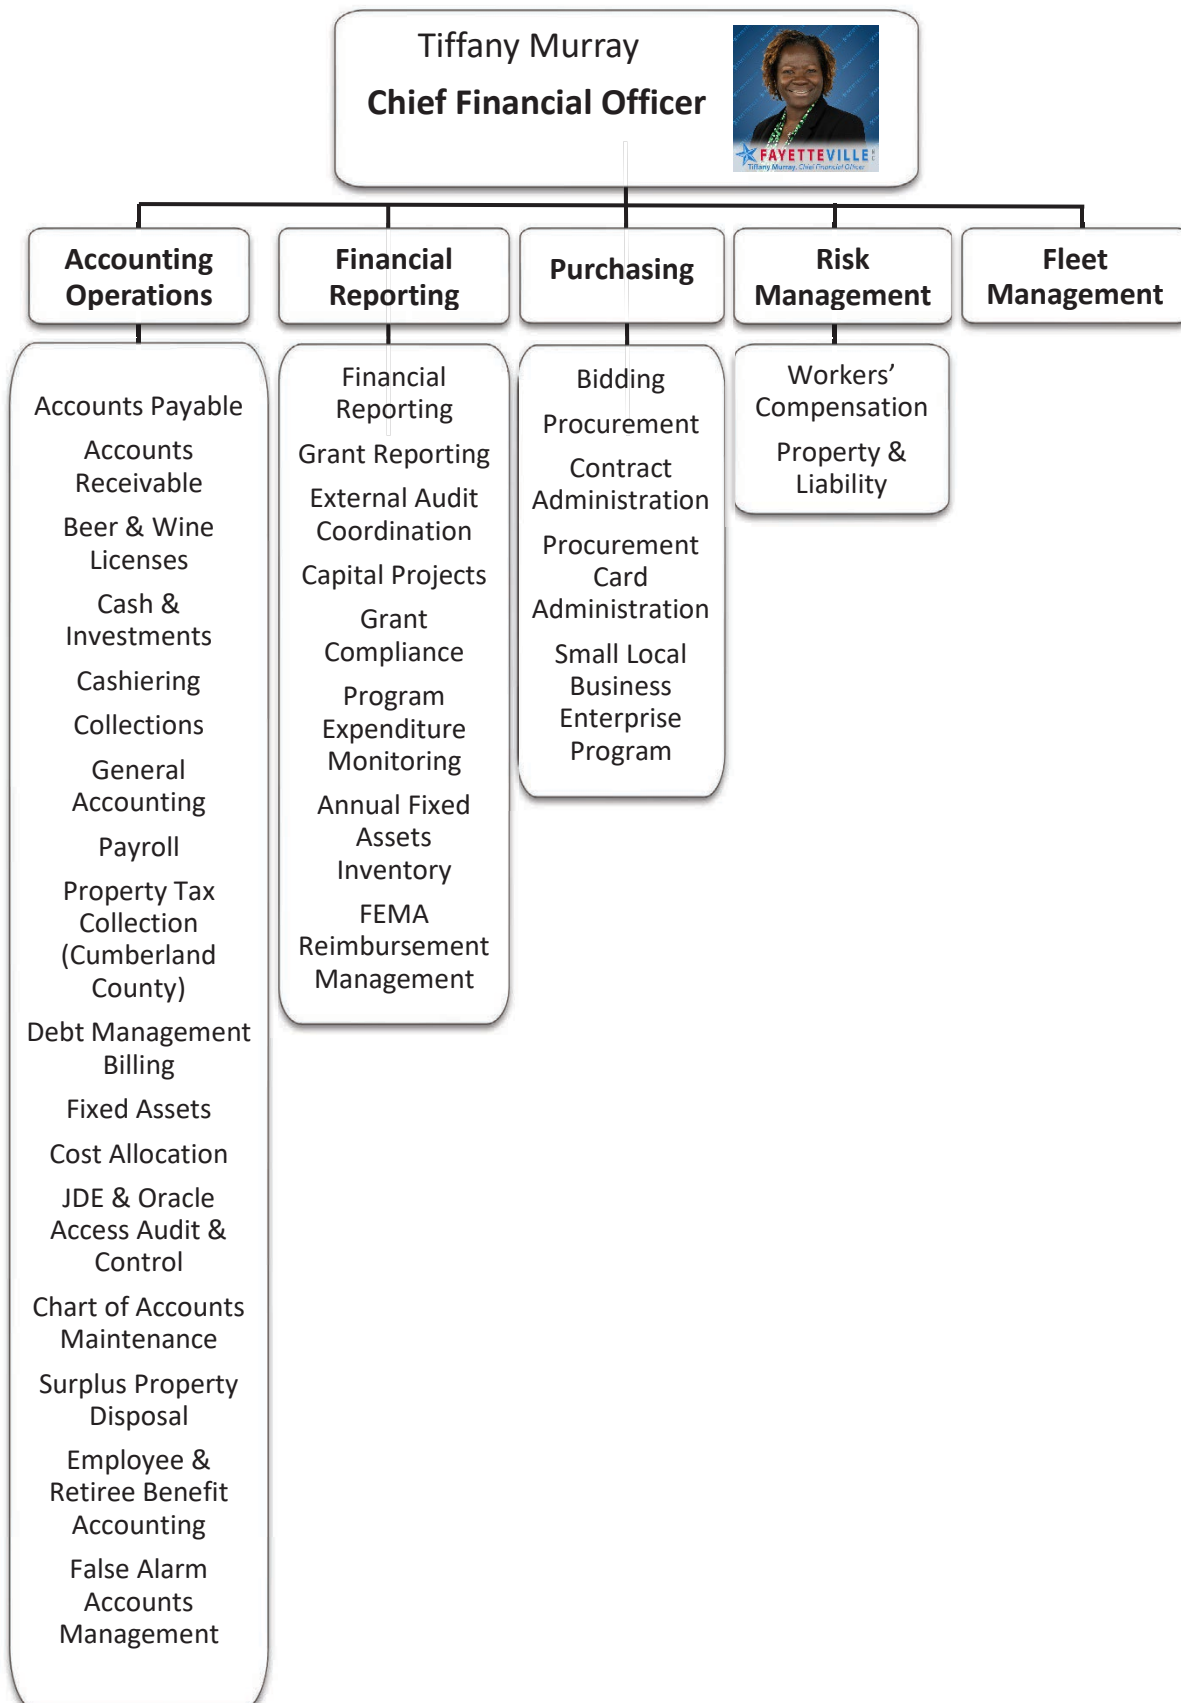 Tiffany Murray
Chief Financial Officer
FAYETTEVILLE
Tiffany Murray, Chief Financial Officer
Accounting
Operations
Financial
Reporting
Purchasing
Risk
Management
Fleet
Management
Accounts Payable
Accounts
Receivable
Beer & Wine
Licenses
Cash &
Investments
Cashiering
Collections
General
Accounting
Payroll
Property Tax
Collection
(Cumberland
County)
Debt Management
Billing
Fixed Assets
Cost Allocation
JDE & Oracle
Access Audit &
Control
Chart of Accounts
Maintenance
Surplus Property
Disposal
Employee &
Retiree Benefit
Accounting
False Alarm
Accounts
Management
Financial
Reporting
Grant Reporting
External Audit
Coordination
Capital Projects
Grant
Compliance
Program
Expenditure
Monitoring
Annual Fixed
Assets
Inventory
FEMA
Reimbursement
Management
Bidding
Procurement
Contract
Administration
Procurement
Card
Administration
Small Local
Business
Enterprise
Program
Workers’
Compensation
Property &
Liability